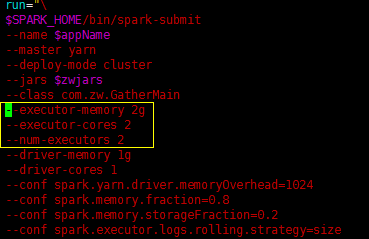 run="\
$SPARK_HOME/bin/spark-submit
--name $appName
--master yarn
--deploy-mode cluster
--jars $zwjars
--class com.zw.GatherMain
--executor-memory 2g
--executor-cores 2
--num-executors 2
--driver-memory 1g
--driver-cores 1
--conf spark.yarn.driver.memoryOverhead=1024
--conf spark.memory.fraction=0.8
--conf spark.memory.storageFraction=0.2
--conf spark.executor.logs.rolling.strategy=size